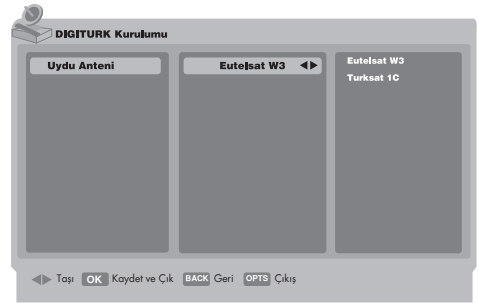 DIGITURK Kurulumu
Uydu Anteni
Eutelsat W3
Eutelsat W3
Turksat 1C
Taşı OK Kaydet ve Çık BACK Geri OPTS Çıkış